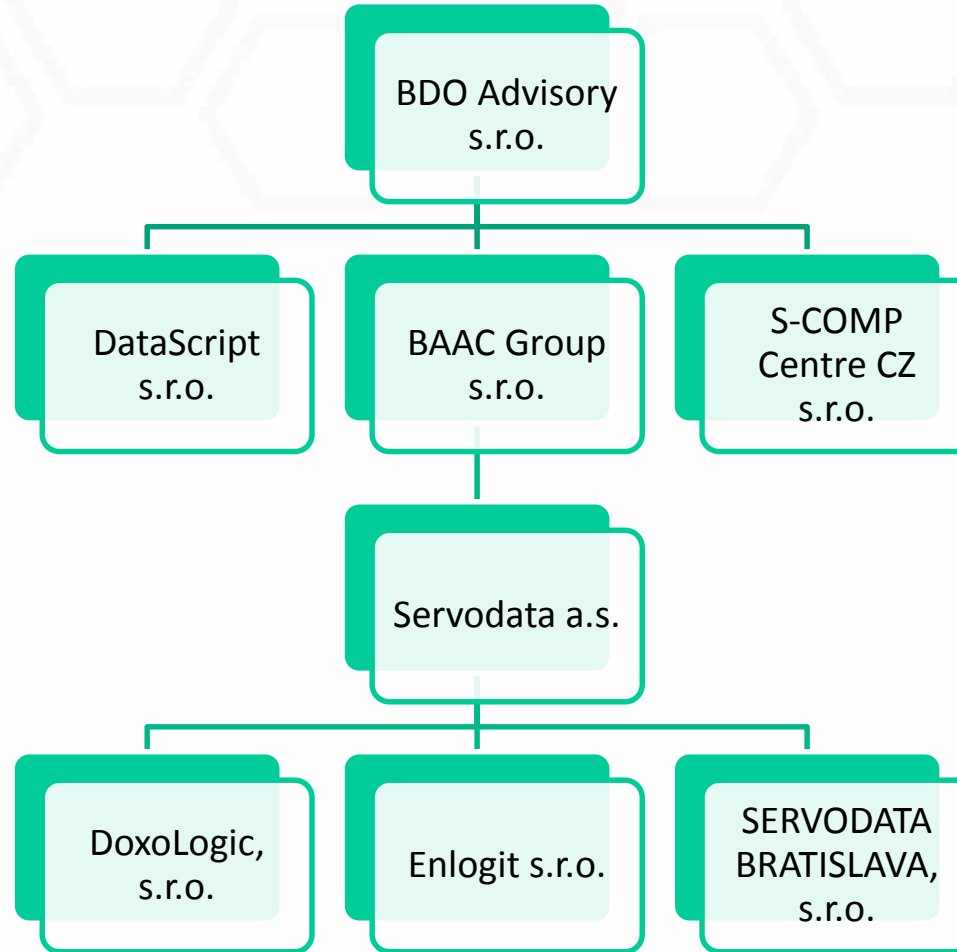 BDO Advisory
s.r.o.
DataScript
s.r.o.
BAAC Group
s.r.o.
S-COMP
Centre CZ
s.r.o.
Servodata a.s.
DoxoLogic,
s.r.o.
Enlogit s.r.o.
SERVODATA
BRATISLAVA,
s.r.o.